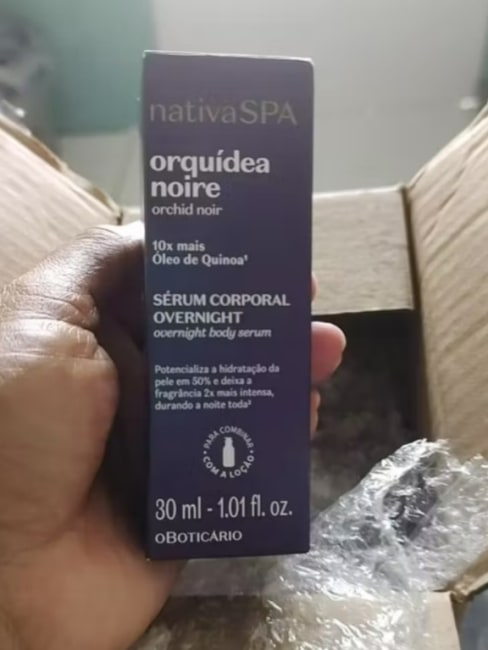 nativaSPA
orquídea
noire
orchid noir
10x mais
Óleo de Quinoa¹
SÉRUM CORPORAL
OVERNIGHT
overnight body serum
Potencializa a hidratação da
pele em 50% e deixa a
fragrância 2x mais intensa,
durando a noite toda²
• PARA COMBINAR •
COM A LOÇÃO
30 ml - 1.01 fl. oz.
oBOTICÁRIO